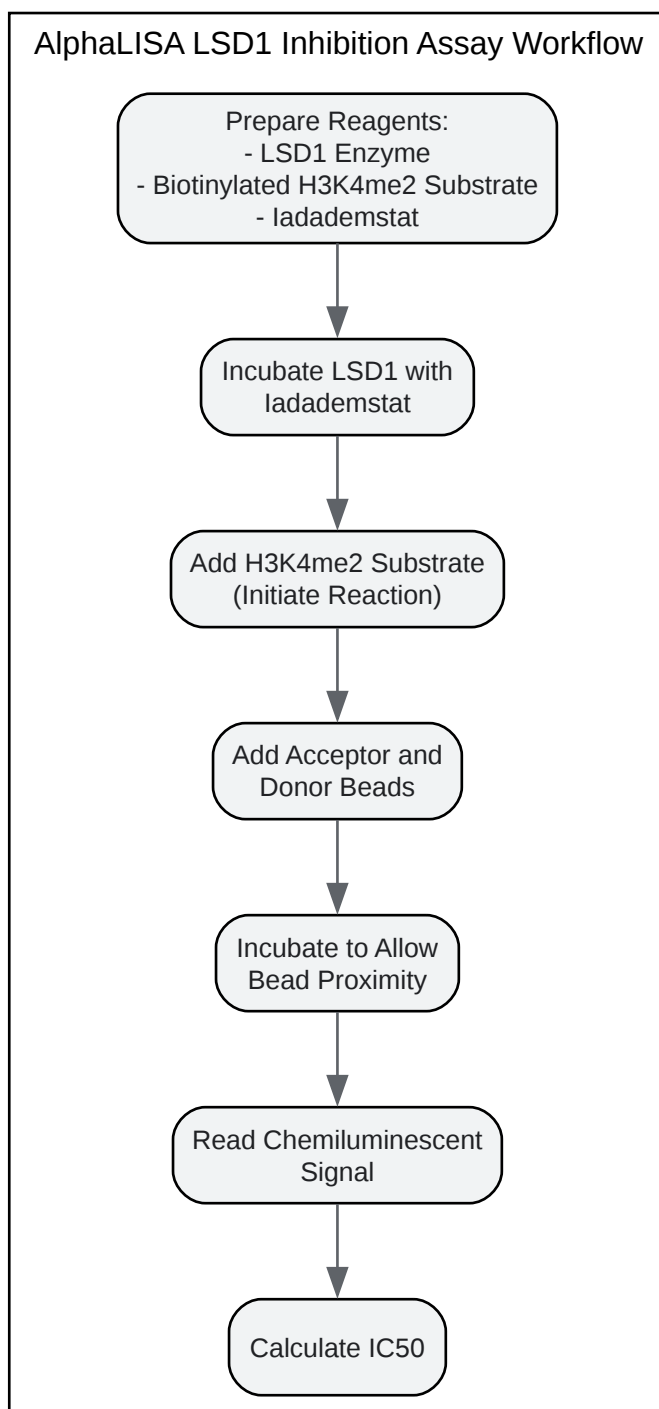 AlphaLISA LSD1 Inhibition Assay Workflow
Prepare Reagents:
- LSD1 Enzyme
- Biotinylated H3K4me2 Substrate
- Iadademstat
Incubate LSD1 with
Iadademstat
Add H3K4me2 Substrate
(Initiate Reaction)
Add Acceptor and
Donor Beads
Incubate to Allow
Bead Proximity
Read Chemiluminescent
Signal
Calculate IC50